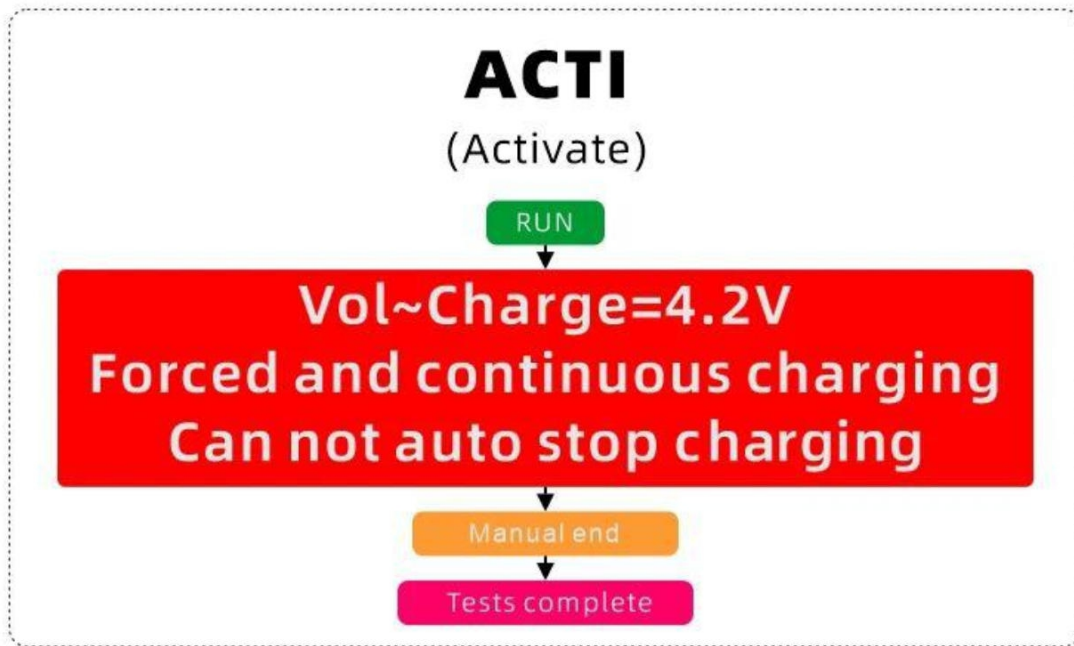 ACTI
(Activate)
RUN
Vol~Charge=4.2V
Forced and continuous charging
Can not auto stop charging
Manual end
Tests complete